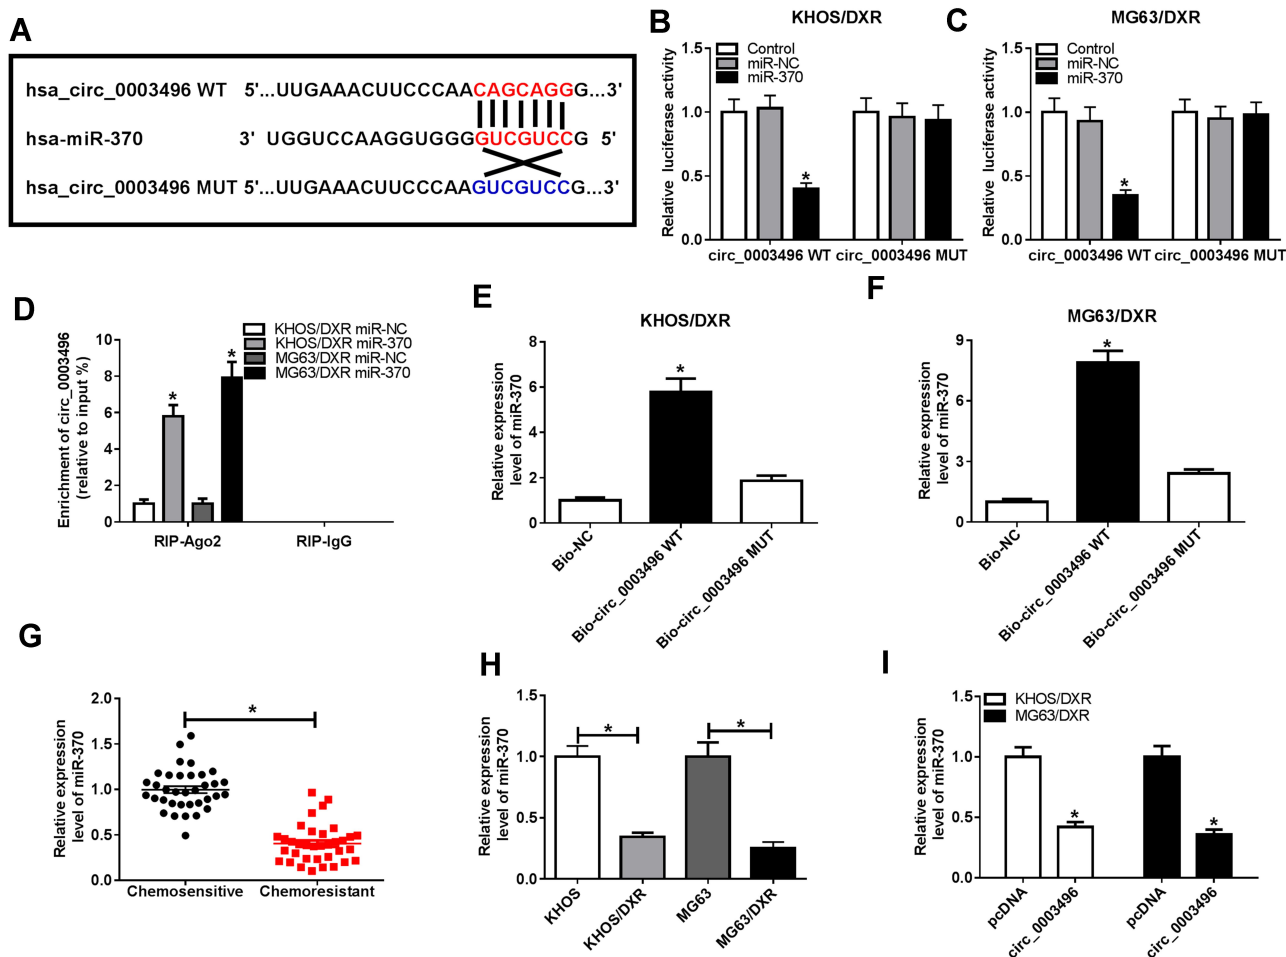 A
hsa_circ_0003496 WT 5'...UUGAAACUUCCCAACAGCAGGG...3'
hsa-miR-370 3' UGGUCCAAGGUGGGGUCGUCCG 5'
hsa_circ_0003496 MUT 5'...UUGAAACUUCCCAAGUCGUCCG...3'
B
KHOS/DXR
Relative luciferase activity
1.5
1.0
0.5
0.0
Control
miR-NC
miR-370
*
circ_0003496 WT circ_0003496 MUT
C
MG63/DXR
Relative luciferase activity
1.5
1.0
0.5
0.0
Control
miR-NC
miR-370
*
circ_0003496 WT circ_0003496 MUT
D
Enrichment of circ_0003496
(relative to input %)
10
8
6
4
2
0
KHOS/DXR miR-NC
KHOS/DXR miR-370
MG63/DXR miR-NC
MG63/DXR miR-370
*
*
RIP-Ago2 RIP-IgG
E
KHOS/DXR
Relative expression
level of miR-370
8
6
4
2
0
*
Bio-NC
Bio-circ_0003496 WT
Bio-circ_0003496 MUT
F
MG63/DXR
Relative expression
level of miR-370
9
6
3
0
*
Bio-NC
Bio-circ_0003496 WT
Bio-circ_0003496 MUT
G
Relative expression
level of miR-370
2.0
1.5
1.0
0.5
0.0
*
Chemosensitive Chemoresistant
H
Relative expression
level of miR-370
1.5
1.0
0.5
0.0
*
*
KHOS
KHOS/DXR
MG63
MG63/DXR
I
Relative expression
level of miR-370
1.5
1.0
0.5
0.0
KHOS/DXR
MG63/DXR
*
*
pcDNA
circ_0003496
pcDNA
circ_0003496